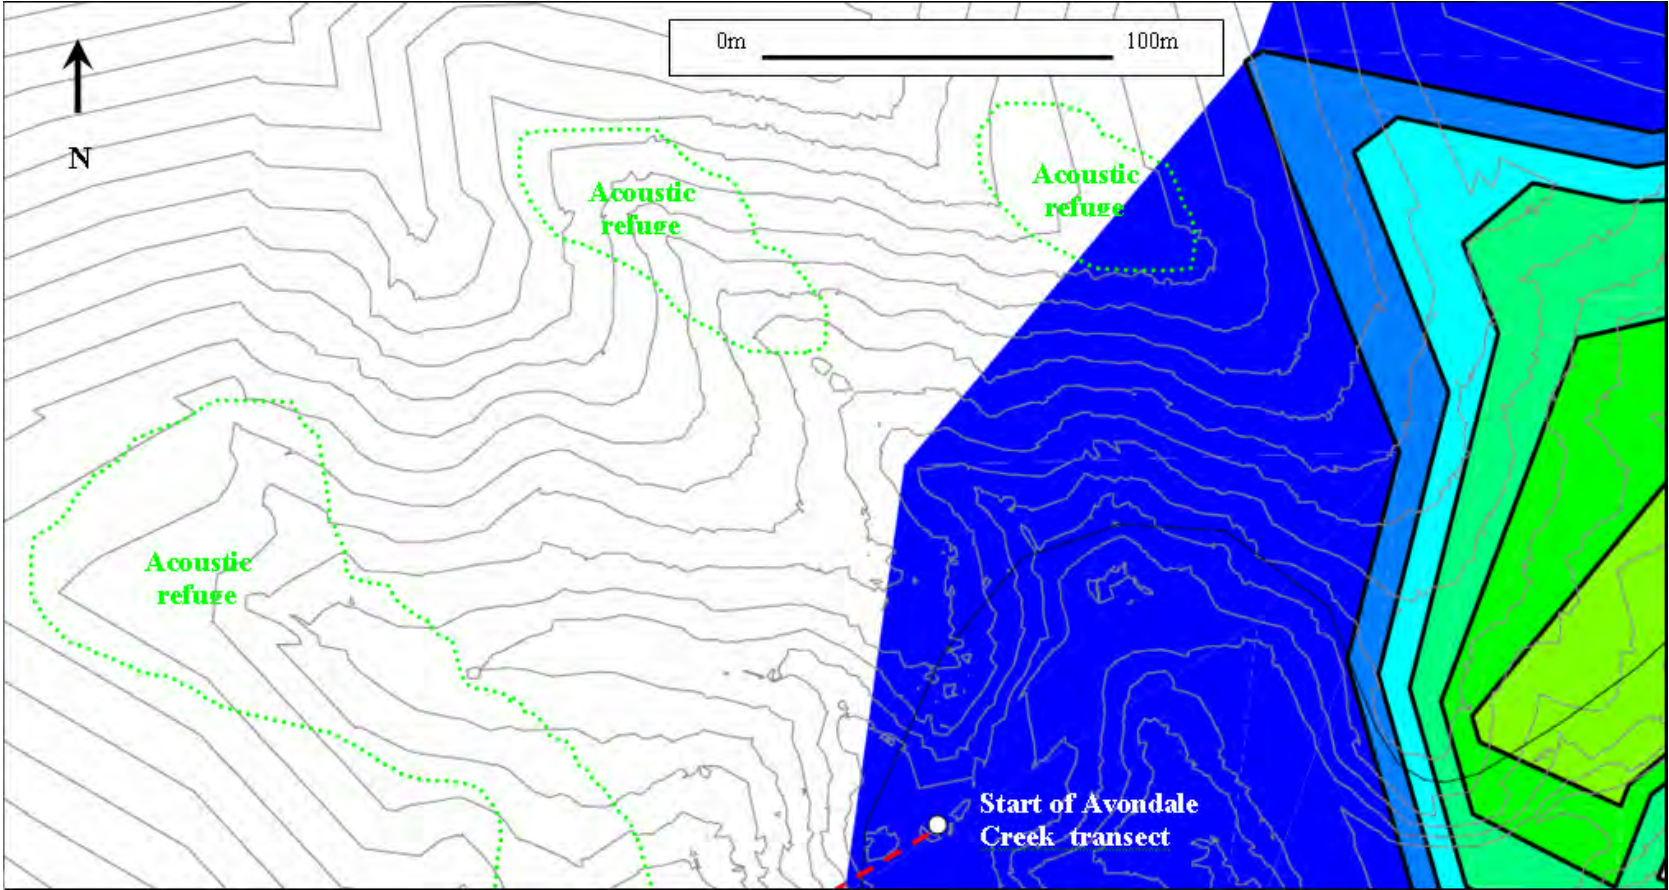 0m 100m
N
Acoustic
refuge
Acoustic
refuge
Acoustic
refuge
Start of Avondale
Creek transect